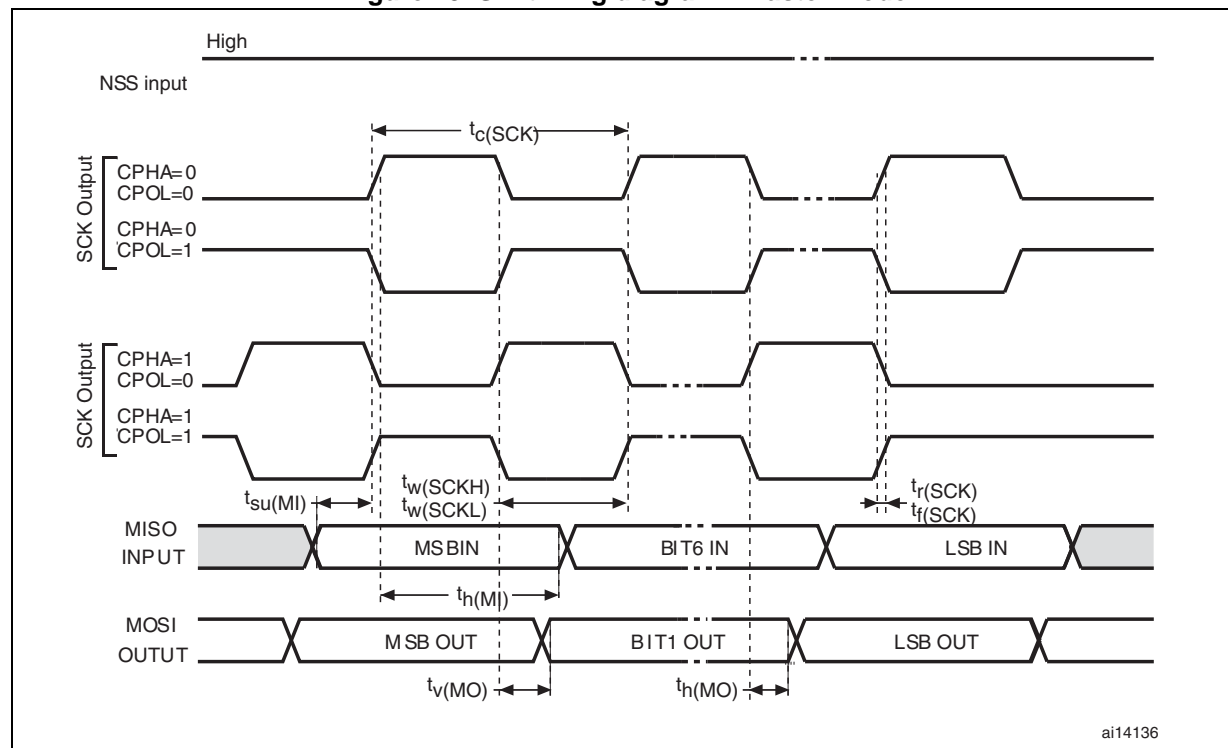 High
NSS input
tc(SCK)
SCK Output
CPHA=0
CPOL=0
CPHA=0
CPOL=1
SCK Output
CPHA=1
CPOL=0
CPHA=1
CPOL=1
tsu(MI)
tw(SCKH)
tw(SCKL)
tr(SCK)
tf(SCK)
MISO
INPUT
MSBIN
BIT6 IN
LSB IN
th(MI)
MOSI
OUTUT
MSB OUT
BIT1 OUT
LSB OUT
tv(MO)
th(MO)
ai14136